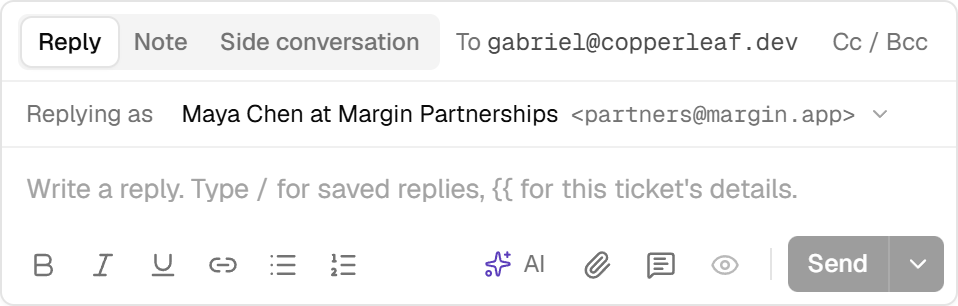 Reply Note Side conversation To gabriel@copperleaf.dev Cc / Bcc
Replying as Maya Chen at Margin Partnerships <partners@margin.app>
Write a reply. Type / for saved replies, {{ for this ticket's details.
B I U AI Send